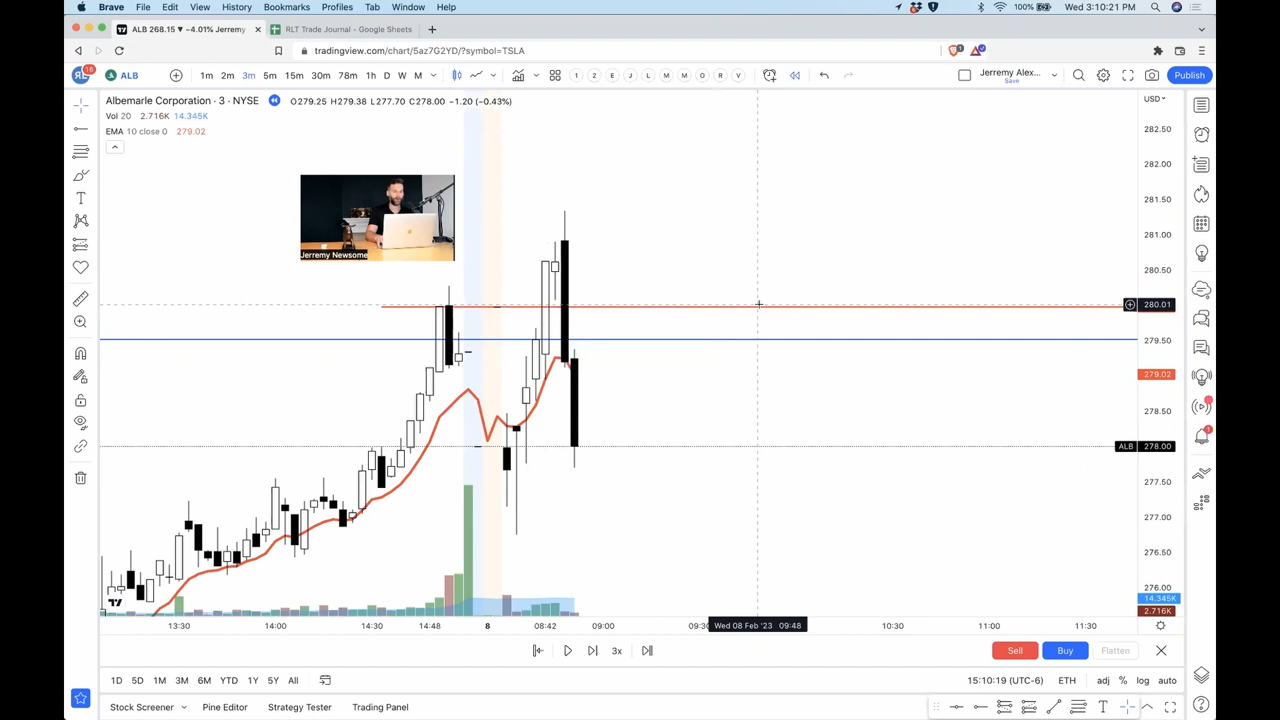 Brave File Edit View History Bookmarks Profiles Tab Window Help 100% Wed 3:10:21 PM
ALB 268.15 ▼ −4.01% Jerremy RLT Trade Journal - Google Sheets
tradingview.com/chart/5az7G2YD/?symbol=TSLA
16 ALB 1m 2m 3m 5m 15m 30m 78m 1h D W M 1 2 E J L M M O R V Jerremy Alex... Save Publish
Albemarle Corporation · 3 · NYSE O279.25 H279.38 L277.70 C278.00 −1.20 (−0.43%) USD
Vol 20 2.716K 14.345K
EMA 10 close 0 279.02
282.50
282.00
281.50
281.00
280.50
280.01
279.50
279.02
278.50
ALB 278.00
277.50
277.00
276.50
276.00
14.345K
2.716K
Jerremy Newsome
13:30 14:00 14:30 14:48 8 08:42 09:00 09:30 Wed 08 Feb '23 09:48 10:30 11:00 11:30
3x Sell Buy Flatten
1D 5D 1M 3M 6M YTD 1Y 5Y All 15:10:19 (UTC-6) ETH adj % log auto
Stock Screener Pine Editor Strategy Tester Trading Panel